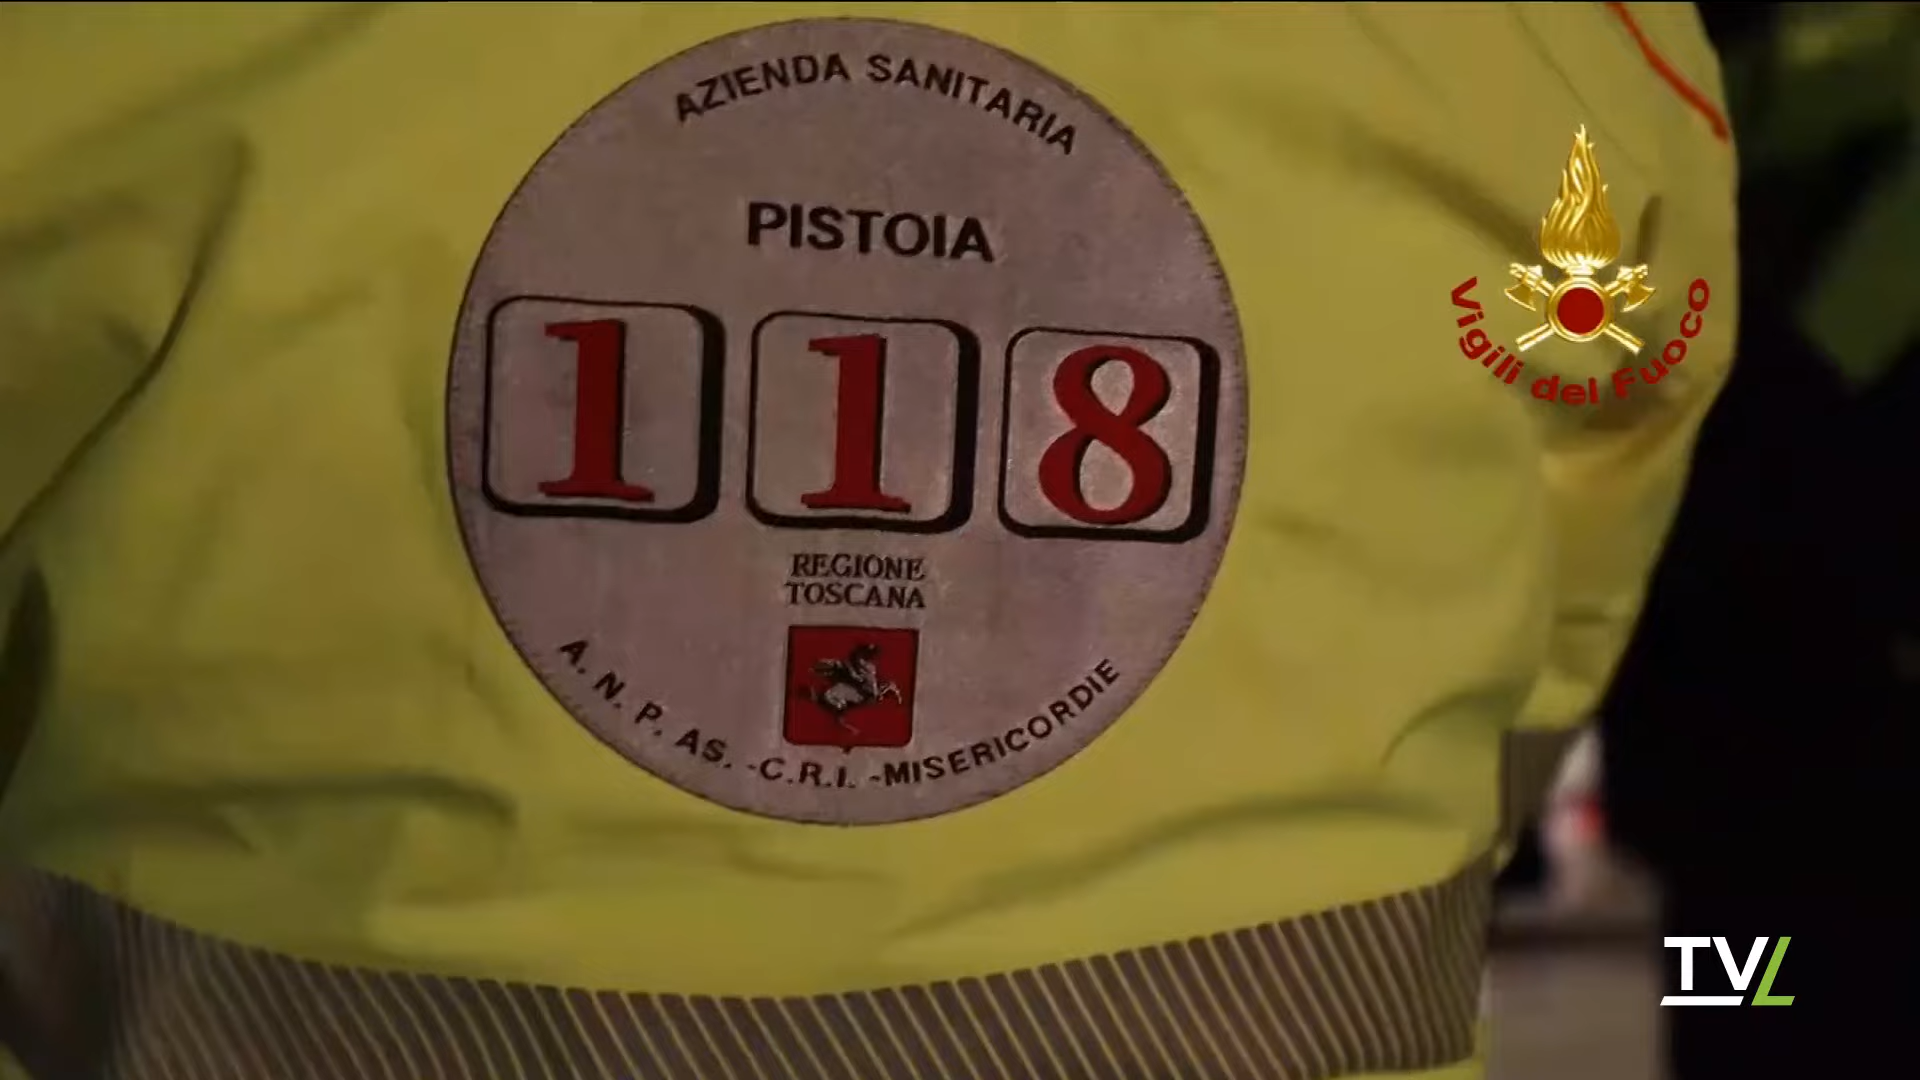 AZIENDA SANITARIA
PISTOIA
118
REGIONE
TOSCANA
A. N. P. AS. -C.R.I. -MISERICORDIE
Vigili del Fuoco
TVL